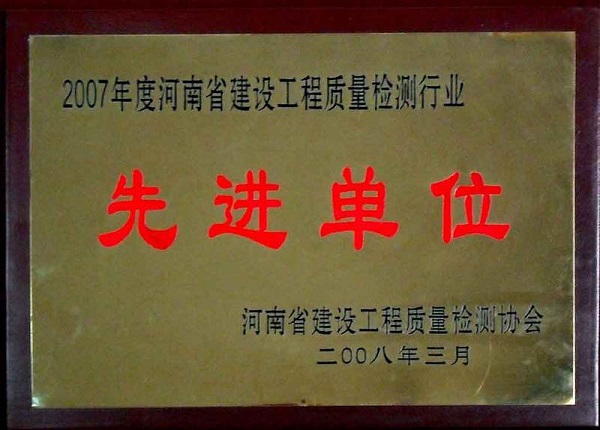 2007年度河南省建设工程质量检测行业
先进单位
河南省建设工程质量检测协会
二00八年三月